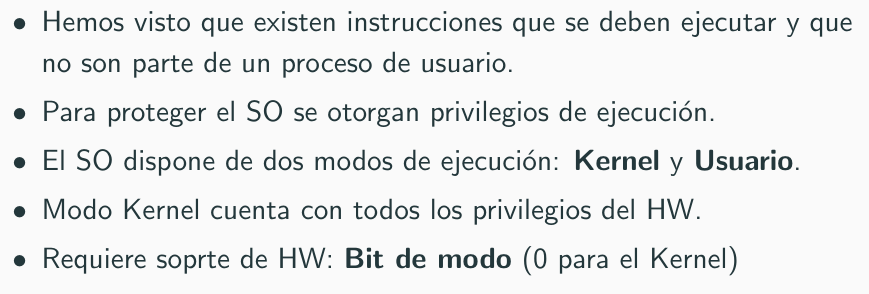 • Hemos visto que existen instrucciones que se deben ejecutar y que
no son parte de un proceso de usuario.
• Para proteger el SO se otorgan privilegios de ejecución.
• El SO dispone de dos modos de ejecución: Kernel y Usuario.
• Modo Kernel cuenta con todos los privilegios del HW.
• Requiere soprte de HW: Bit de modo (0 para el Kernel)